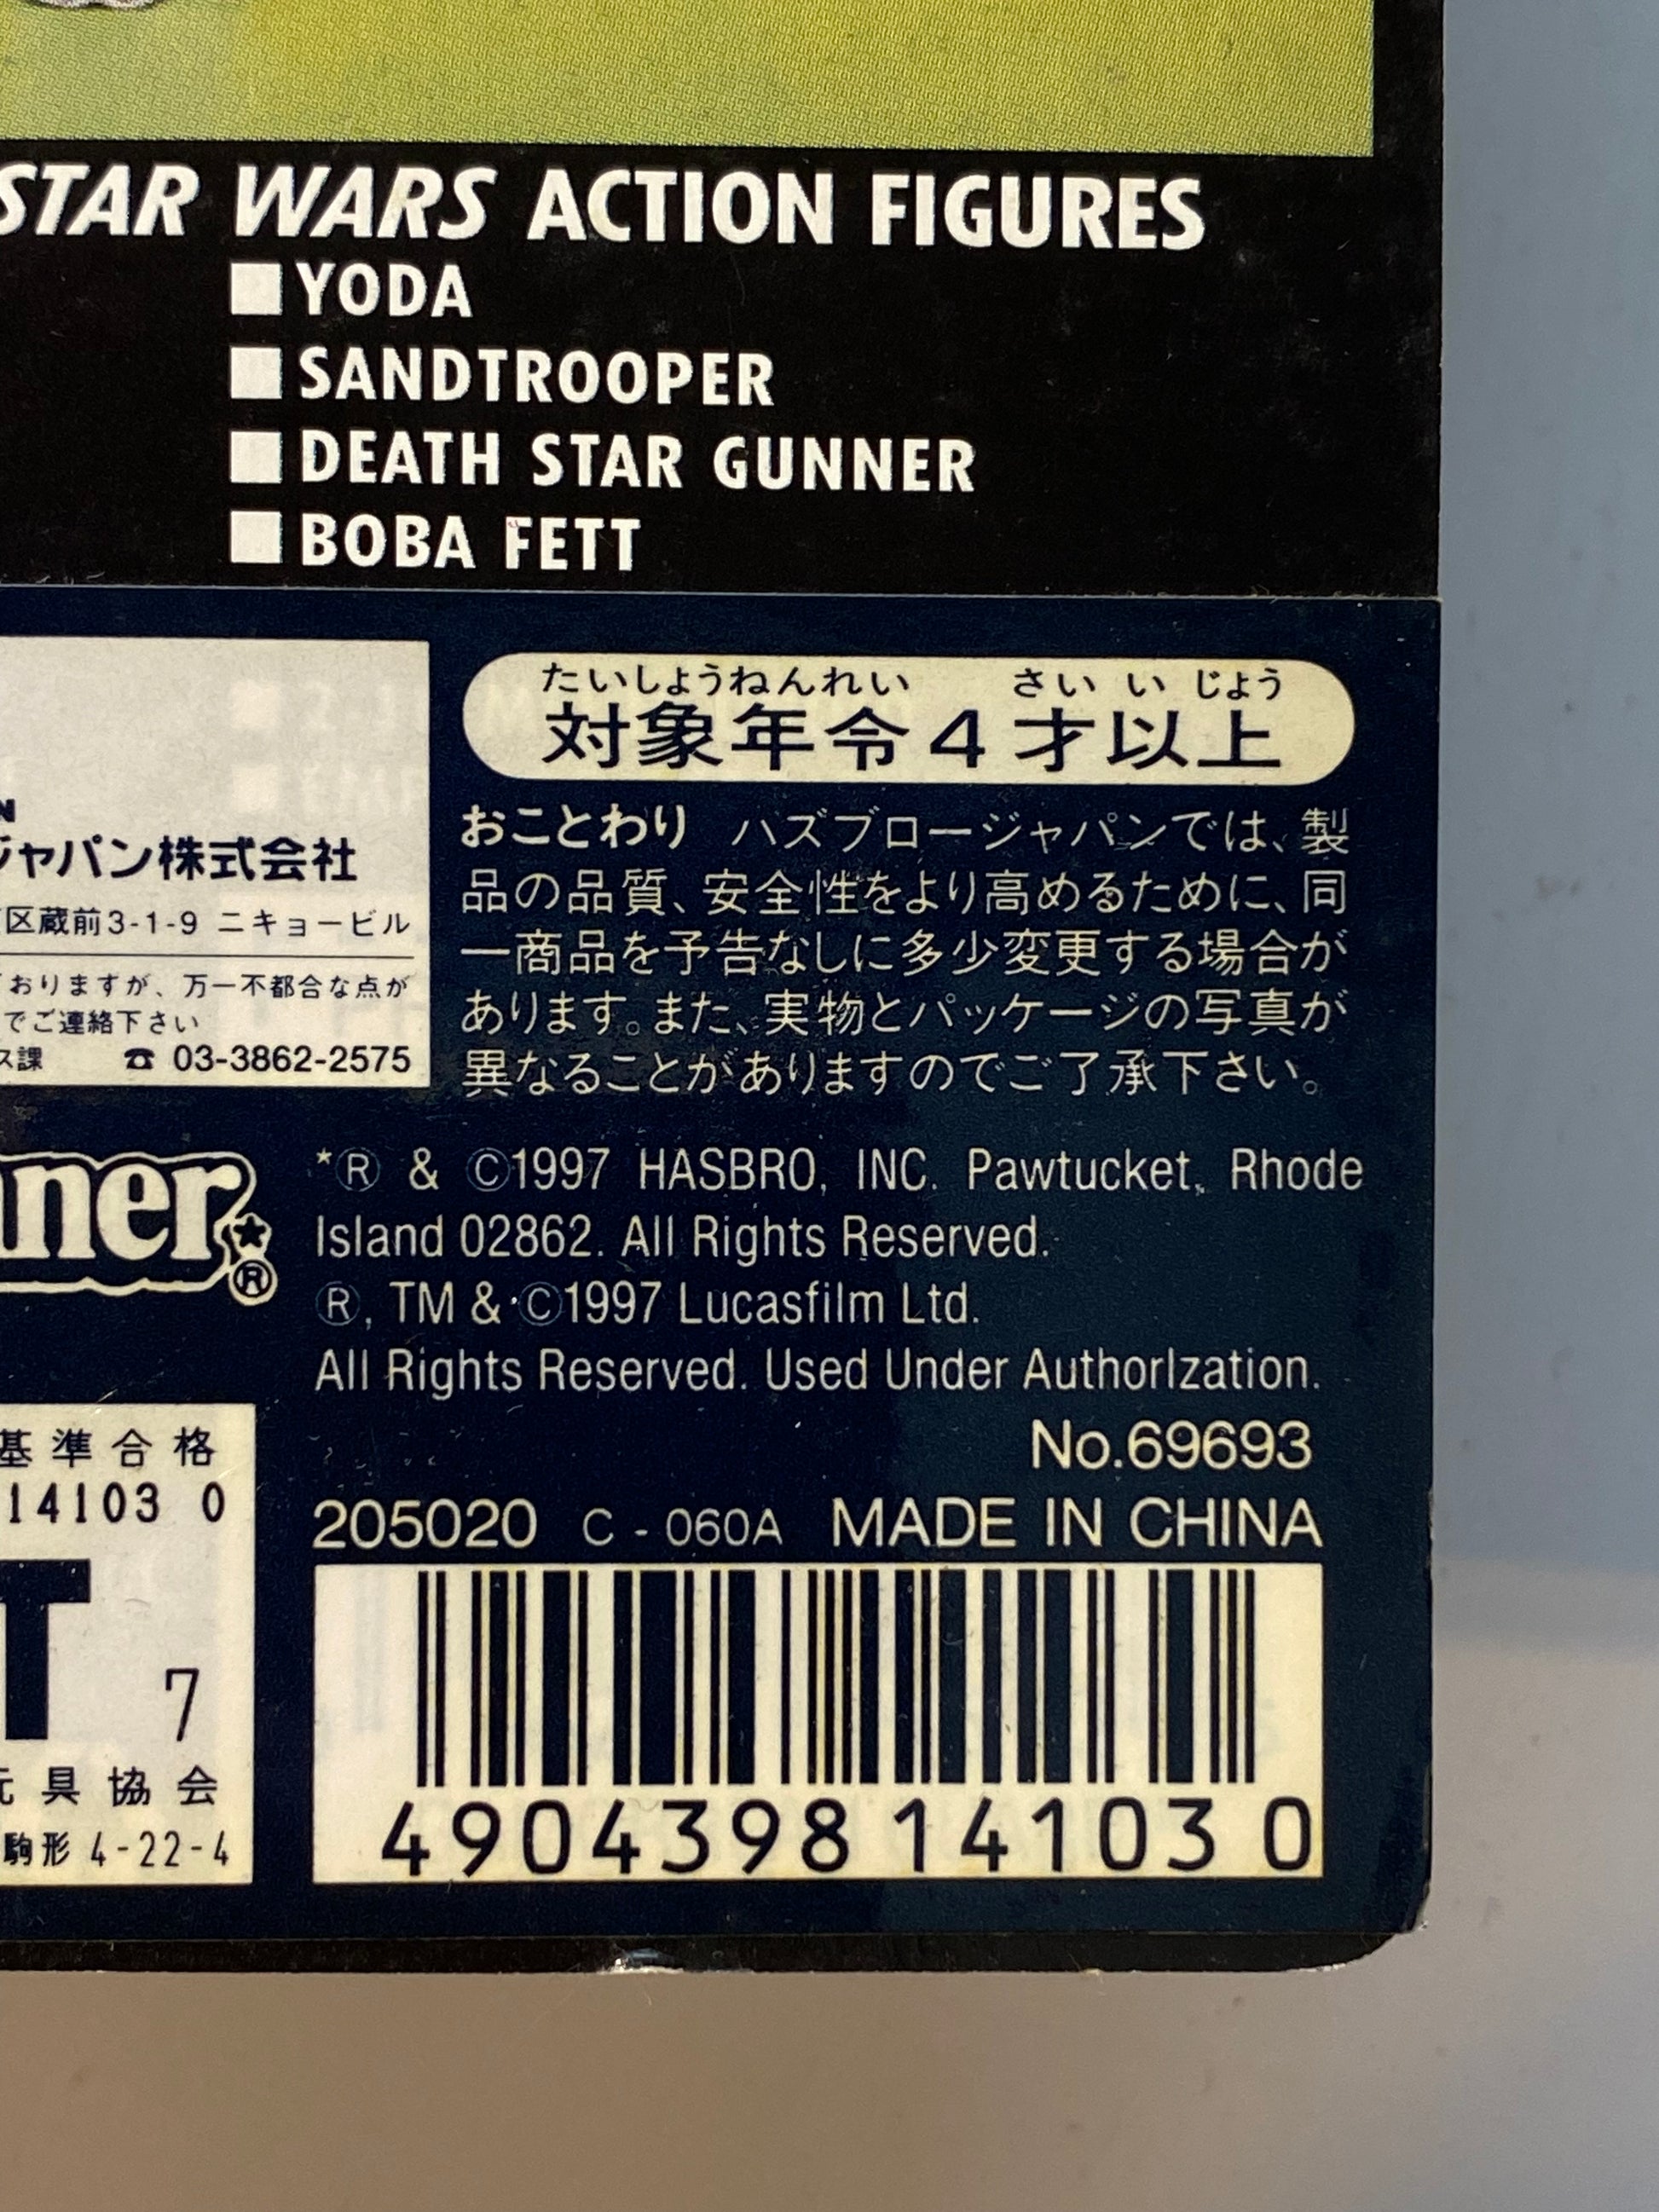 STAR WARS ACTION FIGURES
■YODA
■SANDTROOPER
■DEATH STAR GUNNER
■BOBA FETT
たいしょうねんれい さい い じょう
対象年令4才以上
N
ジャパン株式会社
区蔵前3-1-9 ニキョービル
おりますが、万一不都合な点が
でご連絡下さい
ス課 ☎ 03-3862-2575
おことわり ハズブロージャパンでは、製
品の品質、安全性をより高めるために、同
一商品を予告なしに多少変更する場合が
あります。また、実物とパッケージの写真が
異なることがありますのでご了承下さい。
nner★®
*® & ©1997 HASBRO, INC. Pawtucket, Rhode
Island 02862. All Rights Reserved.
®, TM & ©1997 Lucasfilm Ltd.
All Rights Reserved. Used Under AuthorIzation.
No.69693
205020 C - 060A MADE IN CHINA
4904398 141030
基準合格
14103 0
T 7
具協会
駒形 4-22-4